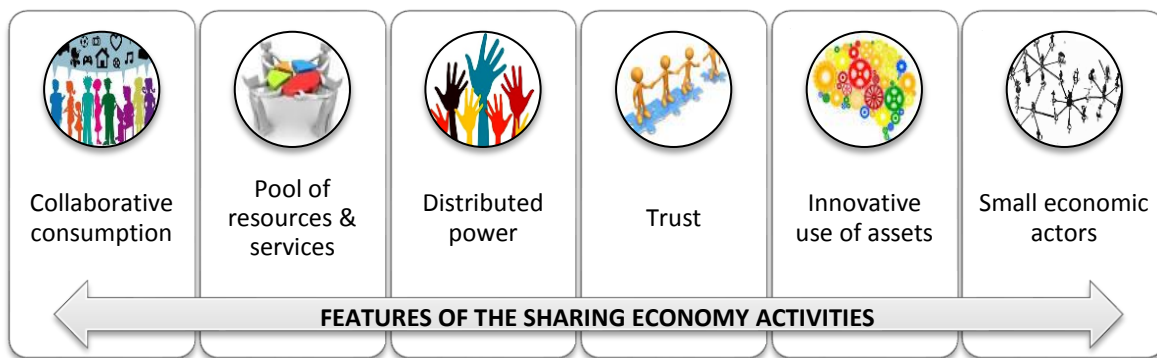 Collaborative
consumption
Pool of
resources &
services
Distributed
power
Trust
Innovative
use of assets
Small economic
actors
FEATURES OF THE SHARING ECONOMY ACTIVITIES